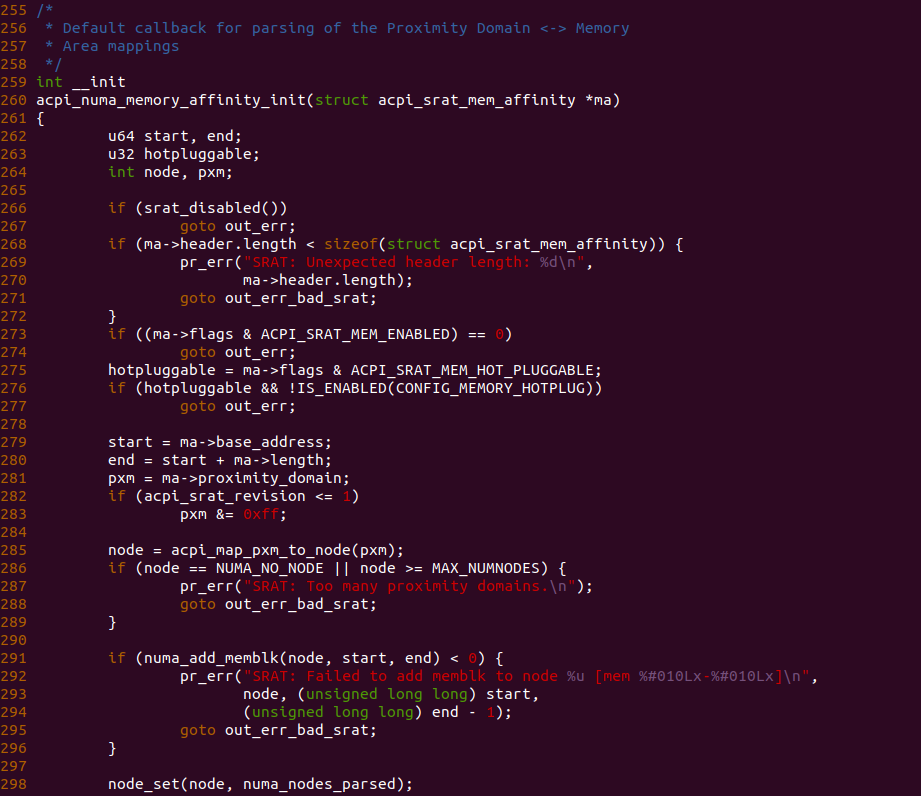 255 /*
256  * Default callback for parsing of the Proximity Domain <-> Memory
257  * Area mappings
258  */
259 int __init
260 acpi_numa_memory_affinity_init(struct acpi_srat_mem_affinity *ma)
261 {
262         u64 start, end;
263         u32 hotpluggable;
264         int node, pxm;
265
266         if (srat_disabled())
267                 goto out_err;
268         if (ma->header.length < sizeof(struct acpi_srat_mem_affinity)) {
269                 pr_err("SRAT: Unexpected header length: %d\n",
270                        ma->header.length);
271                 goto out_err_bad_srat;
272         }
273         if ((ma->flags & ACPI_SRAT_MEM_ENABLED) == 0)
274                 goto out_err;
275         hotpluggable = ma->flags & ACPI_SRAT_MEM_HOT_PLUGGABLE;
276         if (hotpluggable && !IS_ENABLED(CONFIG_MEMORY_HOTPLUG))
277                 goto out_err;
278
279         start = ma->base_address;
280         end = start + ma->length;
281         pxm = ma->proximity_domain;
282         if (acpi_srat_revision <= 1)
283                 pxm &= 0xff;
284
285         node = acpi_map_pxm_to_node(pxm);
286         if (node == NUMA_NO_NODE || node >= MAX_NUMNODES) {
287                 pr_err("SRAT: Too many proximity domains.\n");
288                 goto out_err_bad_srat;
289         }
290
291         if (numa_add_memblk(node, start, end) < 0) {
292                 pr_err("SRAT: Failed to add memblk to node %u [mem %#010Lx-%#010Lx]\n",
293                        node, (unsigned long long) start,
294                        (unsigned long long) end - 1);
295                 goto out_err_bad_srat;
296         }
297
298         node_set(node, numa_nodes_parsed);